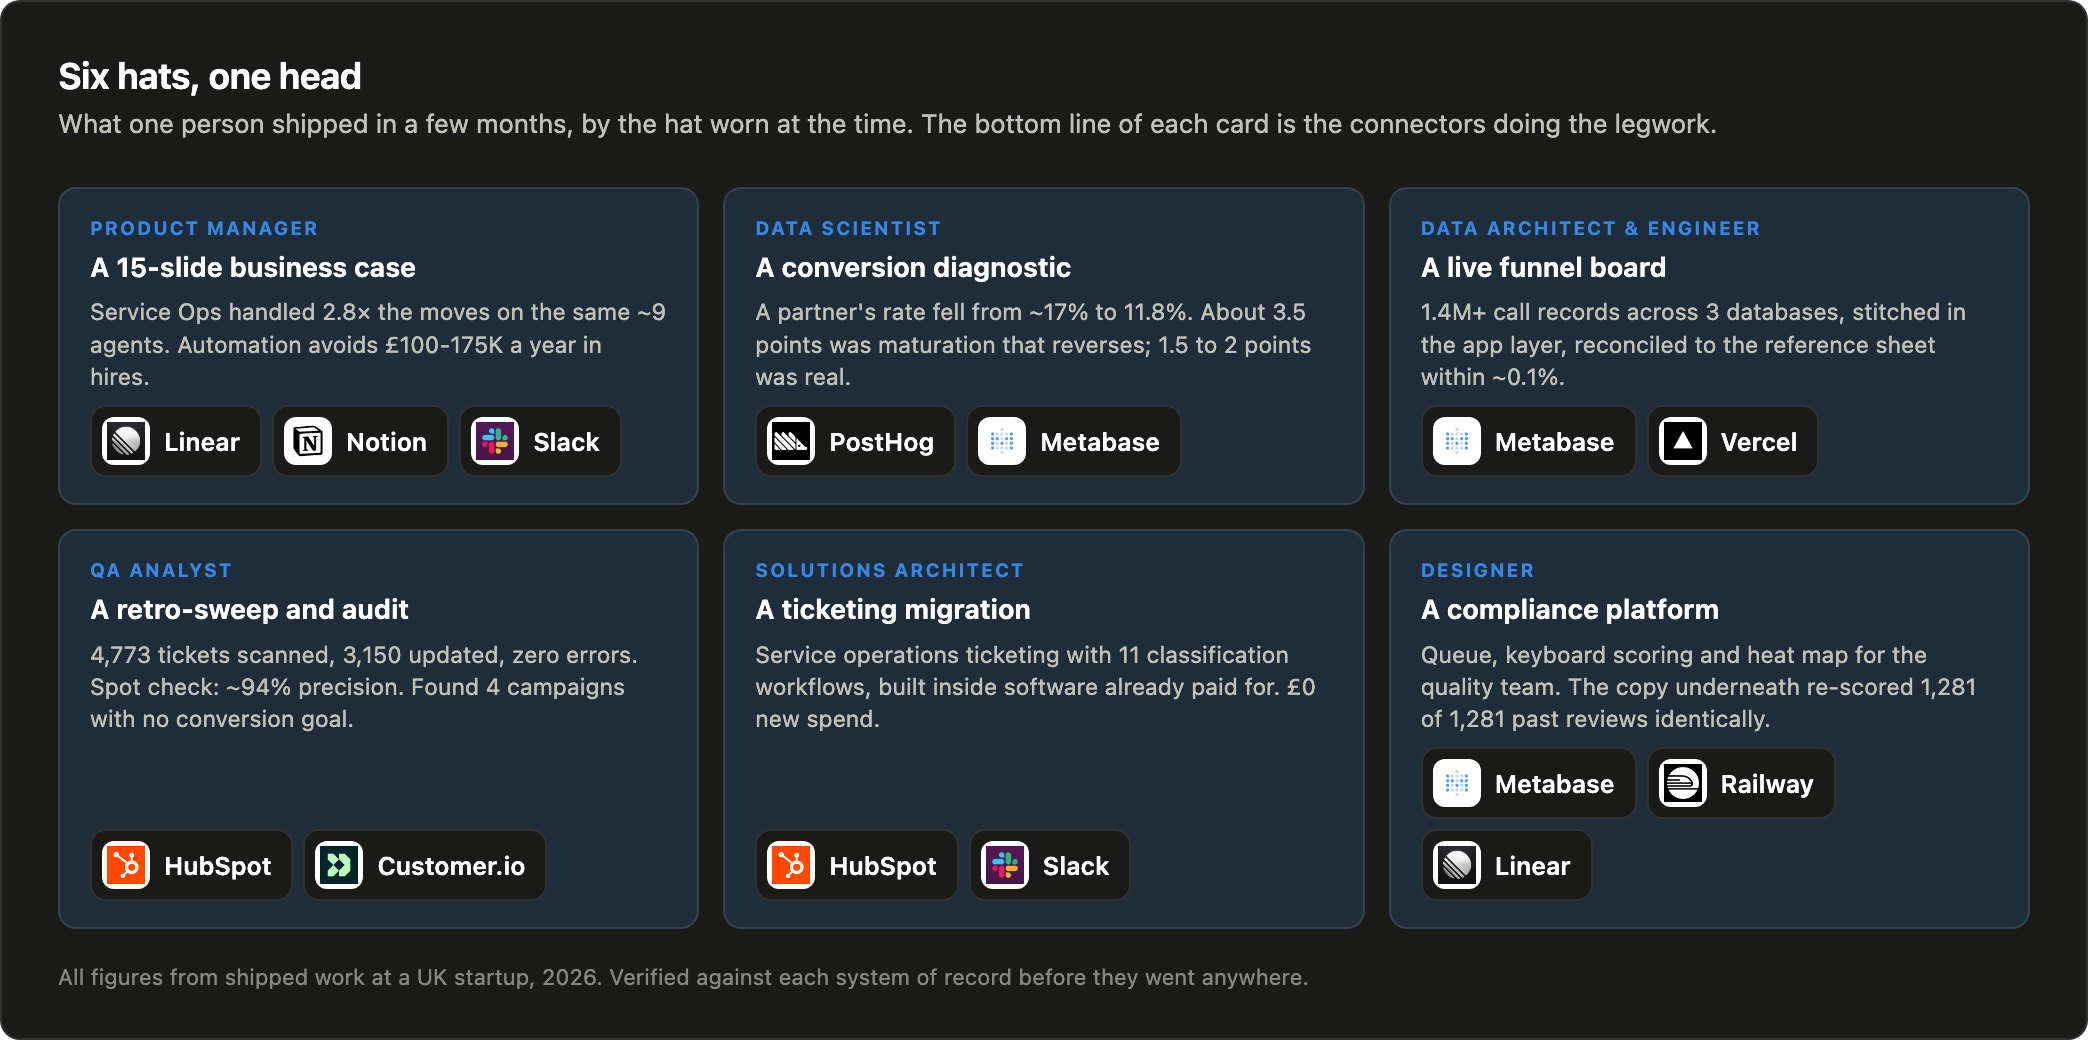 Six hats, one head
What one person shipped in a few months, by the hat worn at the time. The bottom line of each card is the connectors doing the legwork.
PRODUCT MANAGER
A 15-slide business case
Service Ops handled 2.8× the moves on the same ~9
agents. Automation avoids £100-175K a year in
hires.
Linear
Notion
Slack
DATA SCIENTIST
A conversion diagnostic
A partner's rate fell from ~17% to 11.8%. About 3.5
points was maturation that reverses; 1.5 to 2 points
was real.
PostHog
Metabase
DATA ARCHITECT & ENGINEER
A live funnel board
1.4M+ call records across 3 databases, stitched in
the app layer, reconciled to the reference sheet
within ~0.1%.
Metabase
Vercel
QA ANALYST
A retro-sweep and audit
4,773 tickets scanned, 3,150 updated, zero errors.
Spot check: ~94% precision. Found 4 campaigns
with no conversion goal.
HubSpot
Customer.io
SOLUTIONS ARCHITECT
A ticketing migration
Service operations ticketing with 11 classification
workflows, built inside software already paid for. £0
new spend.
HubSpot
Slack
DESIGNER
A compliance platform
Queue, keyboard scoring and heat map for the
quality team. The copy underneath re-scored 1,281
of 1,281 past reviews identically.
Metabase
Railway
Linear
All figures from shipped work at a UK startup, 2026. Verified against each system of record before they went anywhere.